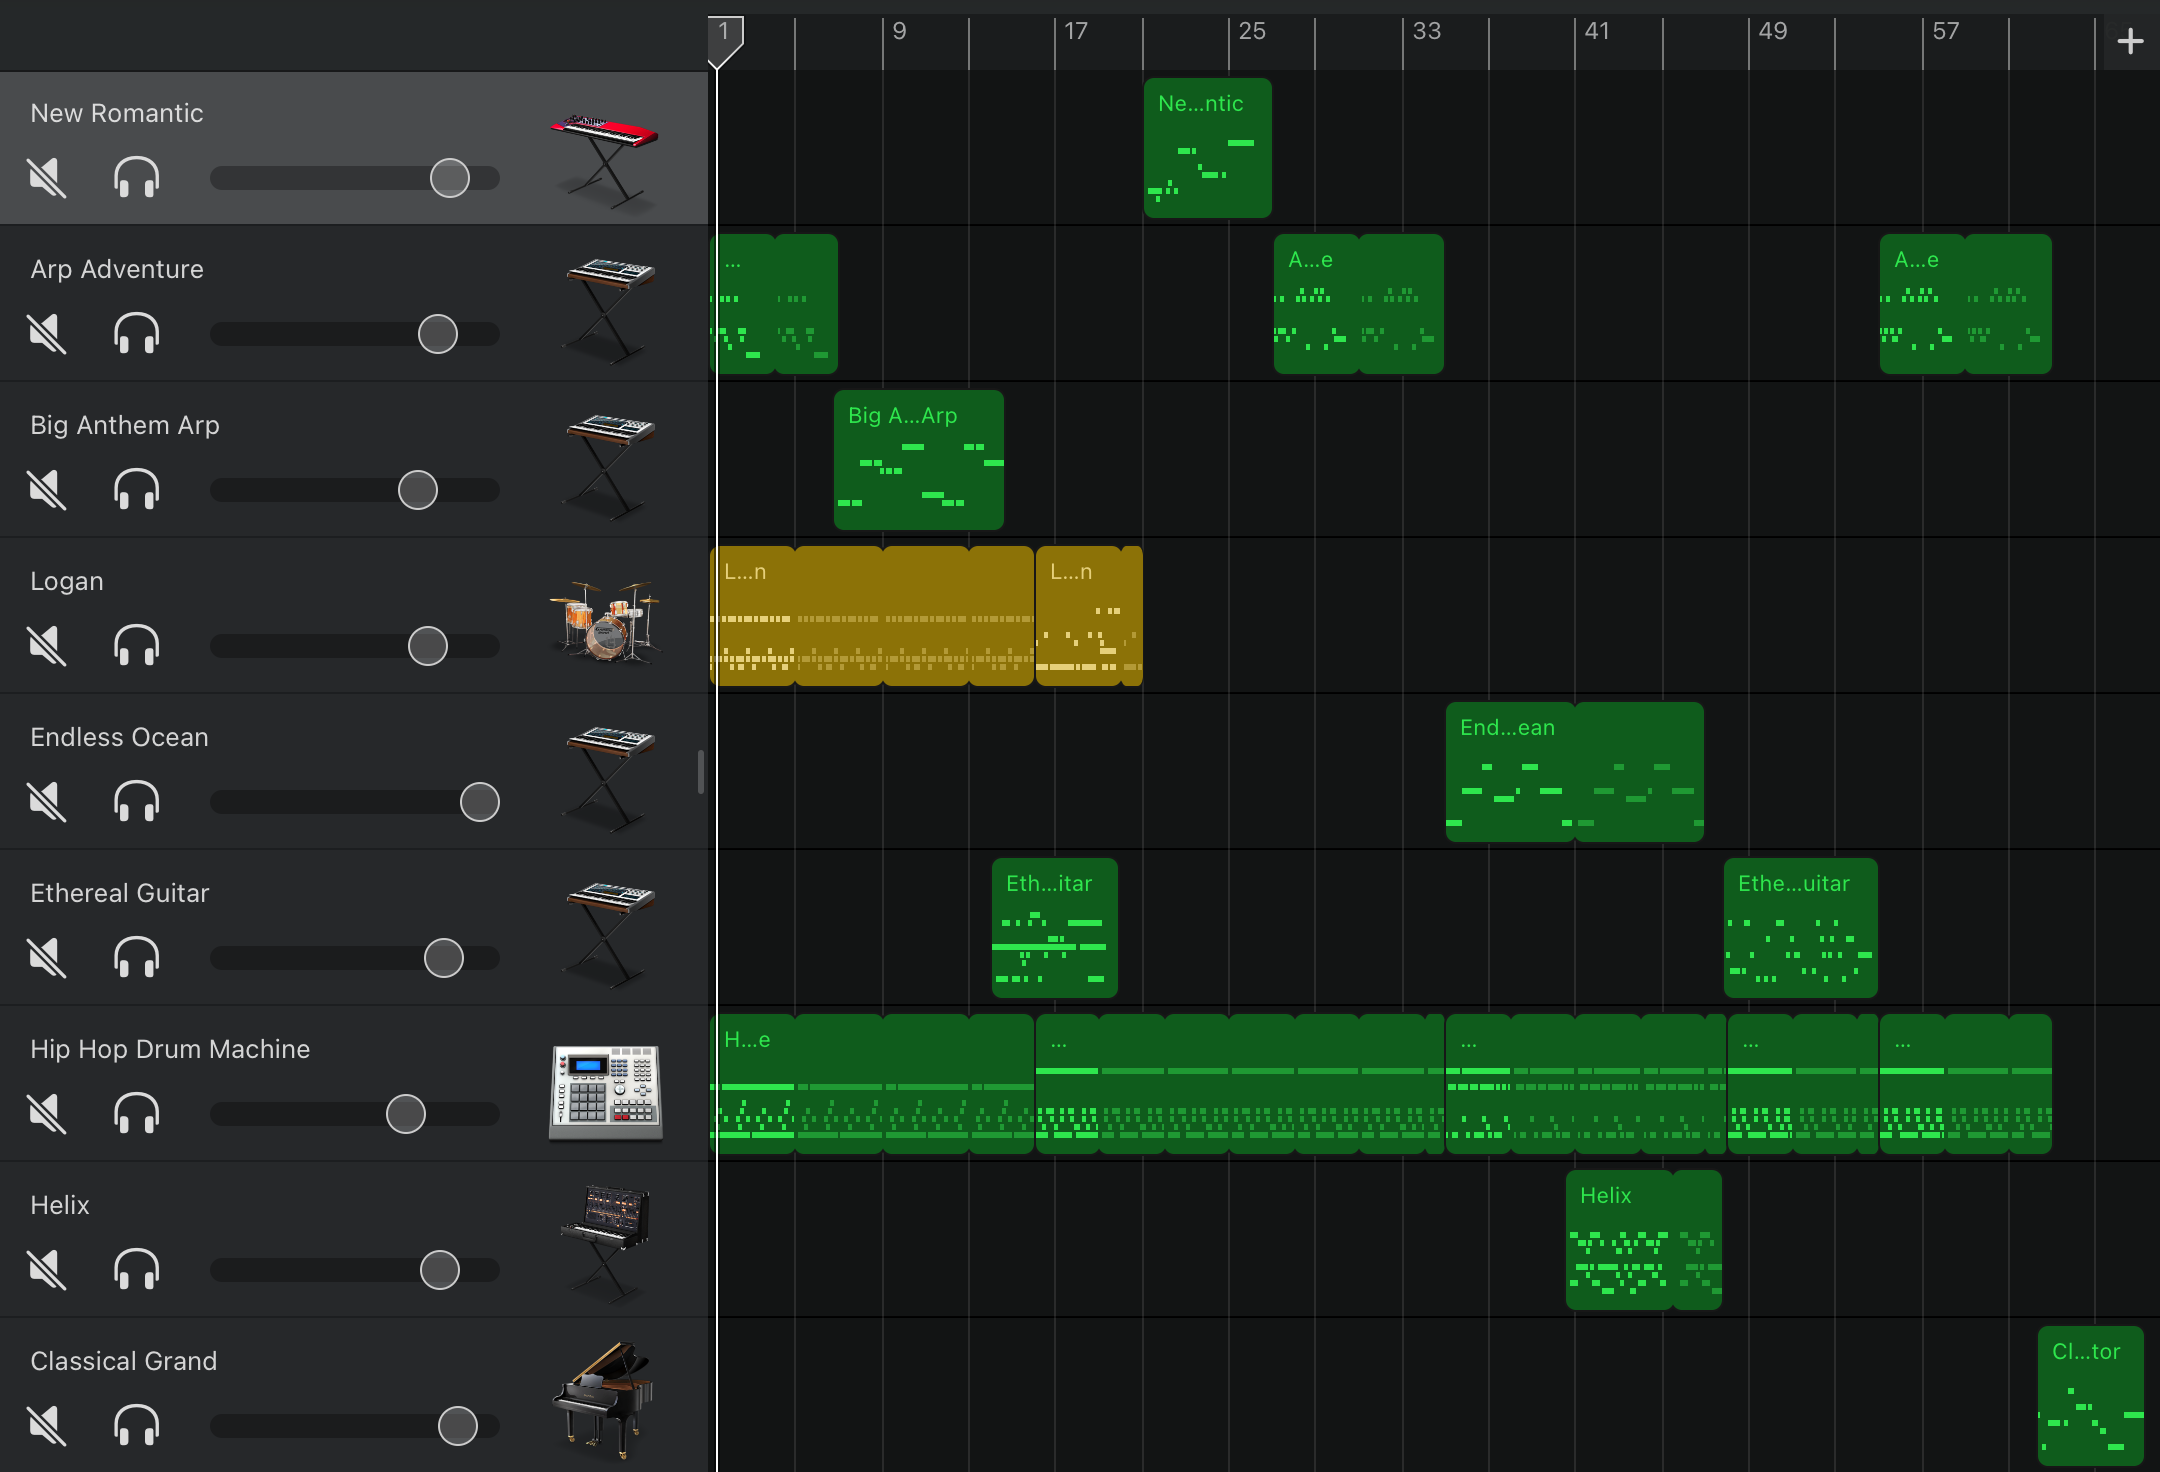 1 9 17 25 33 41 49 57
New Romantic
Ne...ntic
Arp Adventure
...
A...e
A...e
Big Anthem Arp
Big A...Arp
Logan
L...n
L...n
Endless Ocean
End...ean
Ethereal Guitar
Eth...itar
Ethe...uitar
Hip Hop Drum Machine
H...e
...
...
...
...
Helix
Helix
Classical Grand
Cl...tor